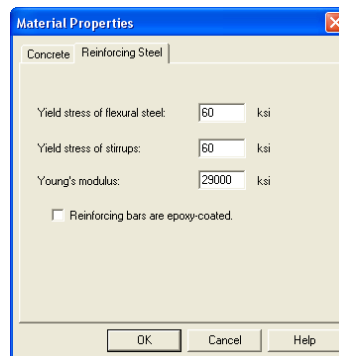 Material Properties
Concrete Reinforcing Steel
Yield stress of flexural steel: 60 ksi
Yield stress of stirrups: 60 ksi
Young's modulus: 29000 ksi
Reinforcing bars are epoxy-coated.
OK Cancel Help